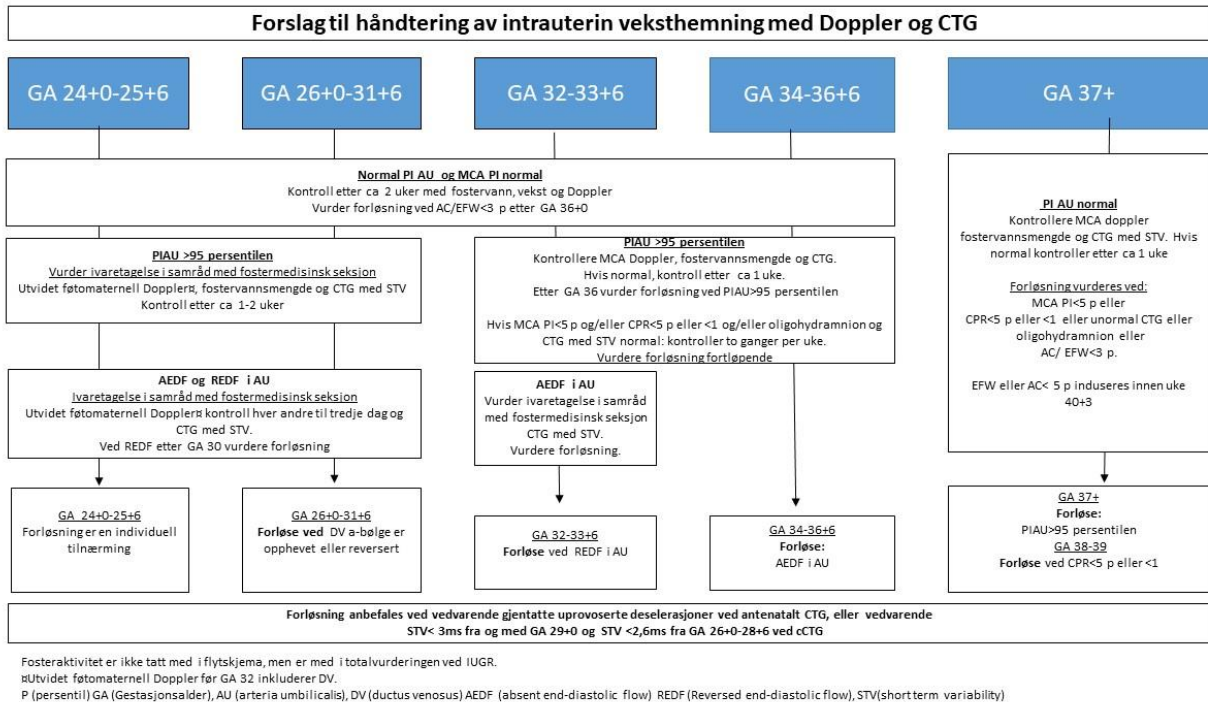 Forslag til håndtering av intrauterin veksthemning med Doppler og CTG
GA 24+0-25+6
GA 26+0-31+6
GA 32-33+6
GA 34-36+6
GA 37+
Normal PI AU og MCA PI normal
Kontroll etter ca 2 uker med fostervann, vekst og Doppler
Vurder forløsning ved AC/EFW<3 p etter GA 36+0
PIAU >95 persentilen
Vurder ivaretagelse i samråd med fostermedisinsk seksjon
Utvidet føtomaternell Doppler¤, fostervannsmengde og CTG med STV
Kontroll etter ca 1-2 uker
PIAU >95 persentilen
Kontrollere MCA Doppler, fostervannsmengde og CTG.
Hvis normal, kontroll etter ca 1 uke.
Etter GA 36 vurder forløsning ved PIAU>95 persentilen
Hvis MCA PI<5 p og/eller CPR<5 p eller <1 og/eller oligohydramnion og
CTG med STV normal: kontroller to ganger per uke.
Vurdere forløsning fortløpende
PI AU normal
Kontrollere MCA doppler
fostervannsmengde og CTG med STV. Hvis
normal kontroller etter ca 1 uke
Forløsning vurderes ved:
MCA PI<5 p eller
CPR<5 p eller <1 eller unormal CTG eller
oligohydramnion eller
AC/ EFW<3 p.
EFW eller AC< 5 p induseres innen uke
40+3
AEDF og REDF i AU
Ivaretagelse i samråd med fostermedisinsk seksjon
Utvidet føtomaternell Doppler¤ kontroll hver andre til tredje dag og
CTG med STV.
Ved REDF etter GA 30 vurdere forløsning
AEDF i AU
Vurder ivaretagelse i samråd
med fostermedisinsk seksjon
CTG med STV.
Vurdere forløsning.
GA 24+0-25+6
Forløsning er en individuell
tilnærming
GA 26+0-31+6
Forløse ved DV a-bølge er
opphevet eller reversert
GA 32-33+6
Forløse ved REDF i AU
GA 34-36+6
Forløse:
AEDF i AU
GA 37+
Forløse:
PIAU>95 persentilen
GA 38-39
Forløse ved CPR<5 p eller <1
Forløsning anbefales ved vedvarende gjentatte uprovoserte deselerasjoner ved antenatalt CTG, eller vedvarende
STV< 3ms fra og med GA 29+0 og STV <2,6ms fra GA 26+0-28+6 ved cCTG
Fosteraktivitet er ikke tatt med i flytskjema, men er med i totalvurderingen ved IUGR.
¤Utvidet føtomaternell Doppler før GA 32 inkluderer DV.
P (persentil) GA (Gestasjonsalder), AU (arteria umbilicalis), DV (ductus venosus) AEDF (absent end-diastolic flow) REDF (Reversed end-diastolic flow), STV(short term variability)